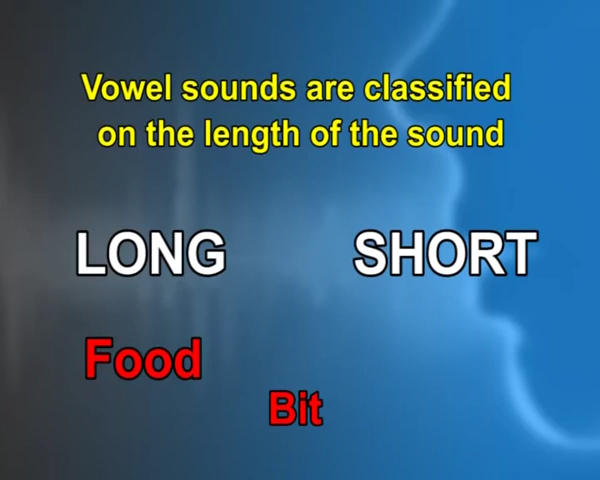 Vowel sounds are classified
on the length of the sound
LONG SHORT
Food
Bit